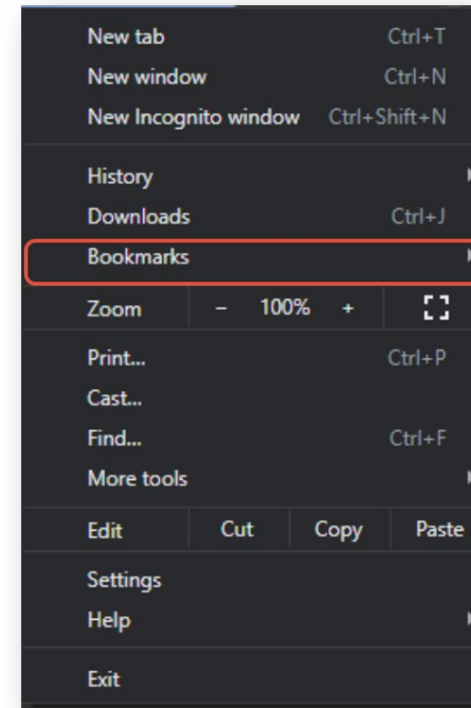 New tab Ctrl+T
New window Ctrl+N
New Incognito window Ctrl+Shift+N
History
Downloads Ctrl+J
Bookmarks
Zoom - 100% +
Print... Ctrl+P
Cast...
Find... Ctrl+F
More tools
Edit Cut Copy Paste
Settings
Help
Exit